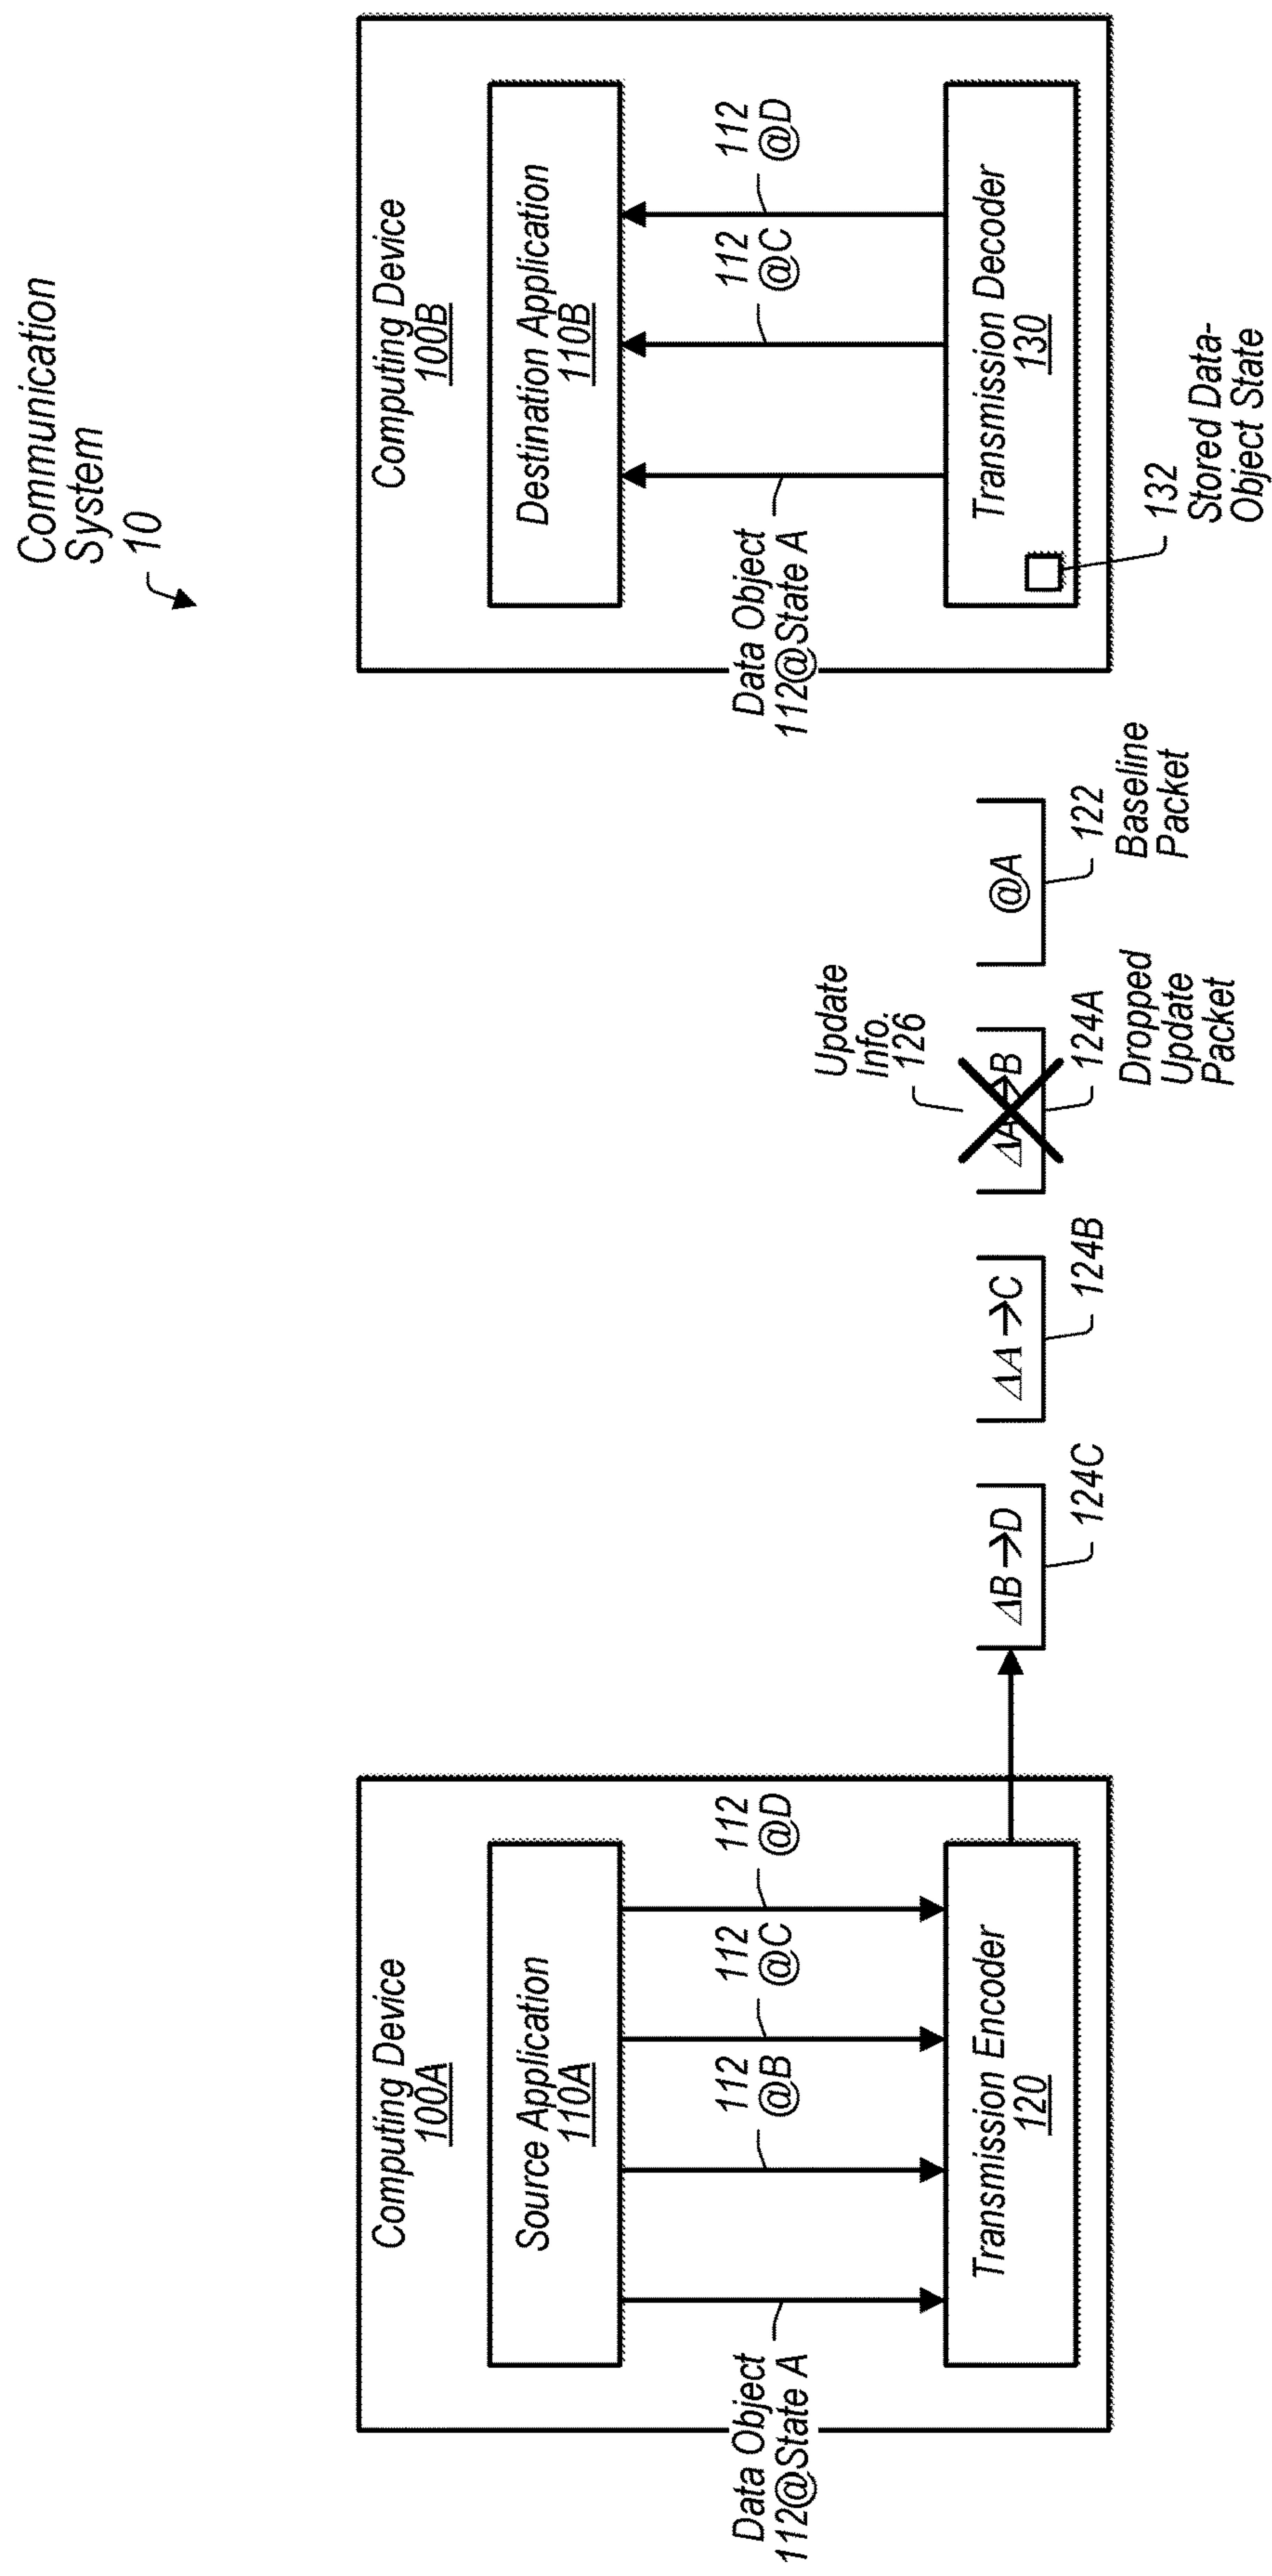 Communication
System
10
Computing Device
100A
Source Application
110A
Data Object
112@State A
112
@B
112
@C
112
@D
Transmission Encoder
120
ΔB→D
124C
ΔA→C
124B
Update
Info.
126
ΔA→B
124A
Dropped
Update
Packet
@A
122
Baseline
Packet
Computing Device
100B
Destination Application
110B
Data Object
112@State A
112
@C
112
@D
Transmission Decoder
130
132
Stored Data-
Object State